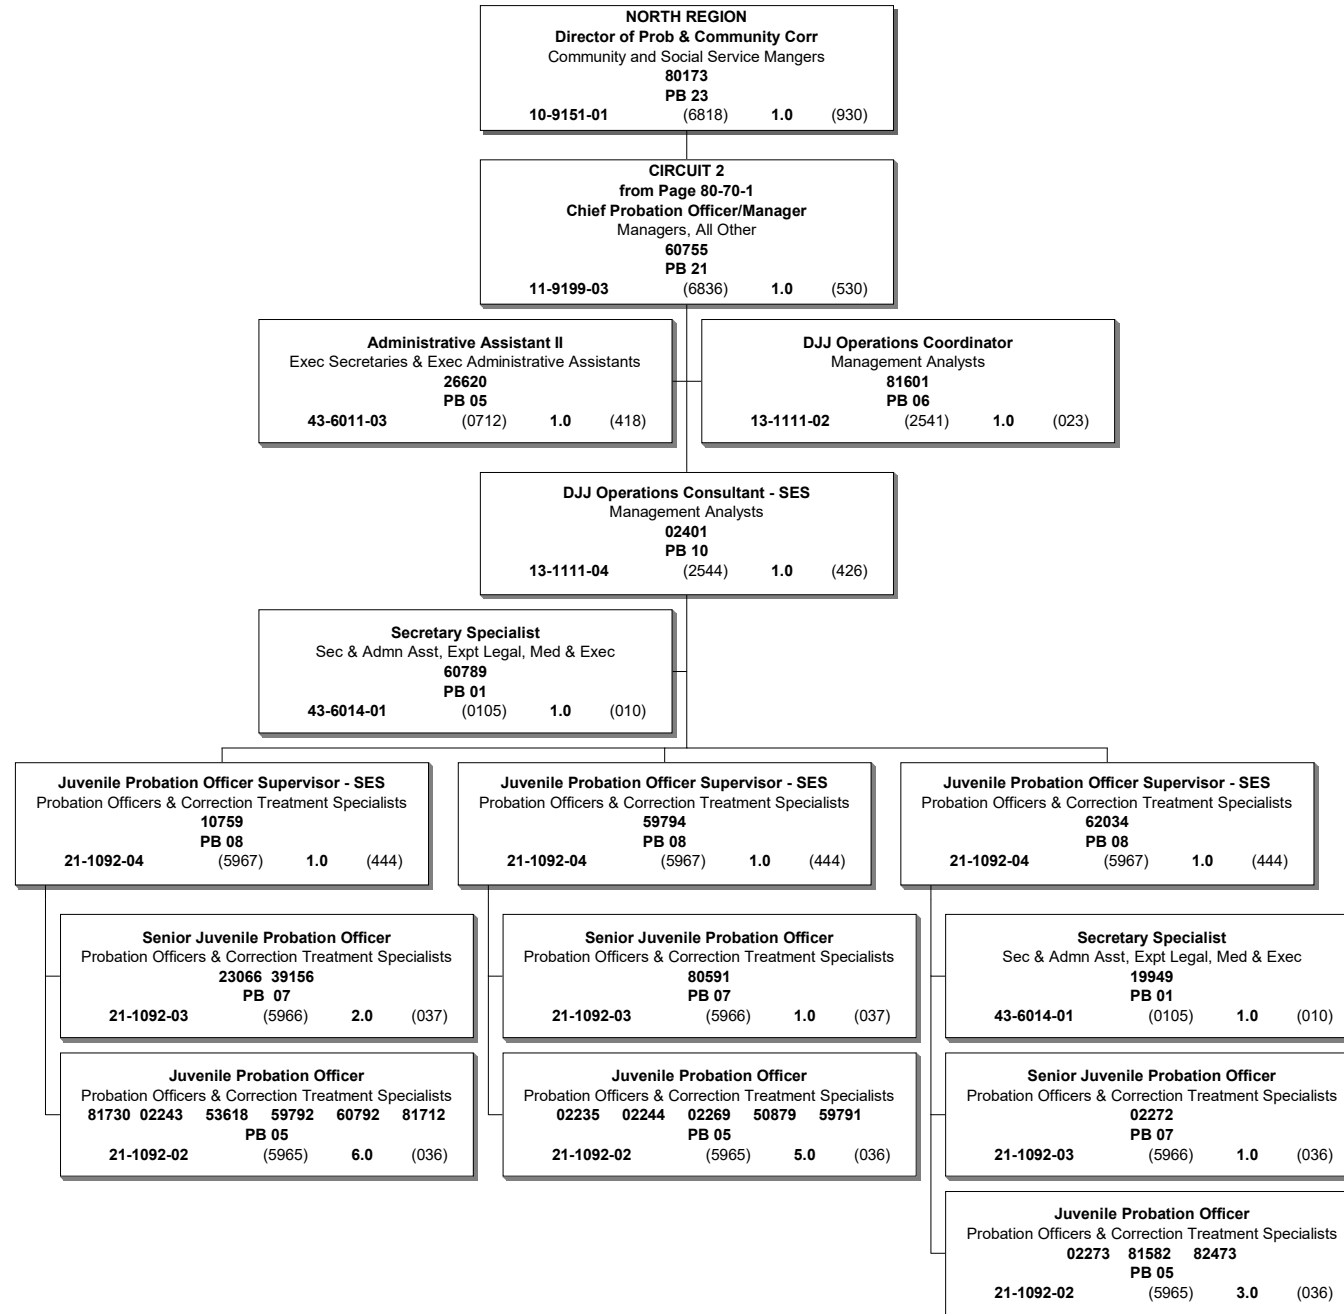 NORTH REGION
Director of Prob & Community Corr
Community and Social Service Mangers
80173
PB 23
10-9151-01 (6818) 1.0 (930)
CIRCUIT 2
from Page 80-70-1
Chief Probation Officer/Manager
Managers, All Other
60755
PB 21
11-9199-03 (6836) 1.0 (530)
Administrative Assistant II
Exec Secretaries & Exec Administrative Assistants
26620
PB 05
43-6011-03 (0712) 1.0 (418)
DJJ Operations Coordinator
Management Analysts
81601
PB 06
13-1111-02 (2541) 1.0 (023)
DJJ Operations Consultant - SES
Management Analysts
02401
PB 10
13-1111-04 (2544) 1.0 (426)
Secretary Specialist
Sec & Admn Asst, Expt Legal, Med & Exec
60789
PB 01
43-6014-01 (0105) 1.0 (010)
Juvenile Probation Officer Supervisor - SES
Probation Officers & Correction Treatment Specialists
10759
PB 08
21-1092-04 (5967) 1.0 (444)
Senior Juvenile Probation Officer
Probation Officers & Correction Treatment Specialists
23066 39156
PB 07
21-1092-03 (5966) 2.0 (037)
Juvenile Probation Officer
Probation Officers & Correction Treatment Specialists
81730 02243 53618 59792 60792 81712
PB 05
21-1092-02 (5965) 6.0 (036)
Juvenile Probation Officer Supervisor - SES
Probation Officers & Correction Treatment Specialists
59794
PB 08
21-1092-04 (5967) 1.0 (444)
Senior Juvenile Probation Officer
Probation Officers & Correction Treatment Specialists
80591
PB 07
21-1092-03 (5966) 1.0 (037)
Juvenile Probation Officer
Probation Officers & Correction Treatment Specialists
02235 02244 02269 50879 59791
PB 05
21-1092-02 (5965) 5.0 (036)
Juvenile Probation Officer Supervisor - SES
Probation Officers & Correction Treatment Specialists
62034
PB 08
21-1092-04 (5967) 1.0 (444)
Secretary Specialist
Sec & Admn Asst, Expt Legal, Med & Exec
19949
PB 01
43-6014-01 (0105) 1.0 (010)
Senior Juvenile Probation Officer
Probation Officers & Correction Treatment Specialists
02272
PB 07
21-1092-03 (5966) 1.0 (036)
Juvenile Probation Officer
Probation Officers & Correction Treatment Specialists
02273 81582 82473
PB 05
21-1092-02 (5965) 3.0 (036)